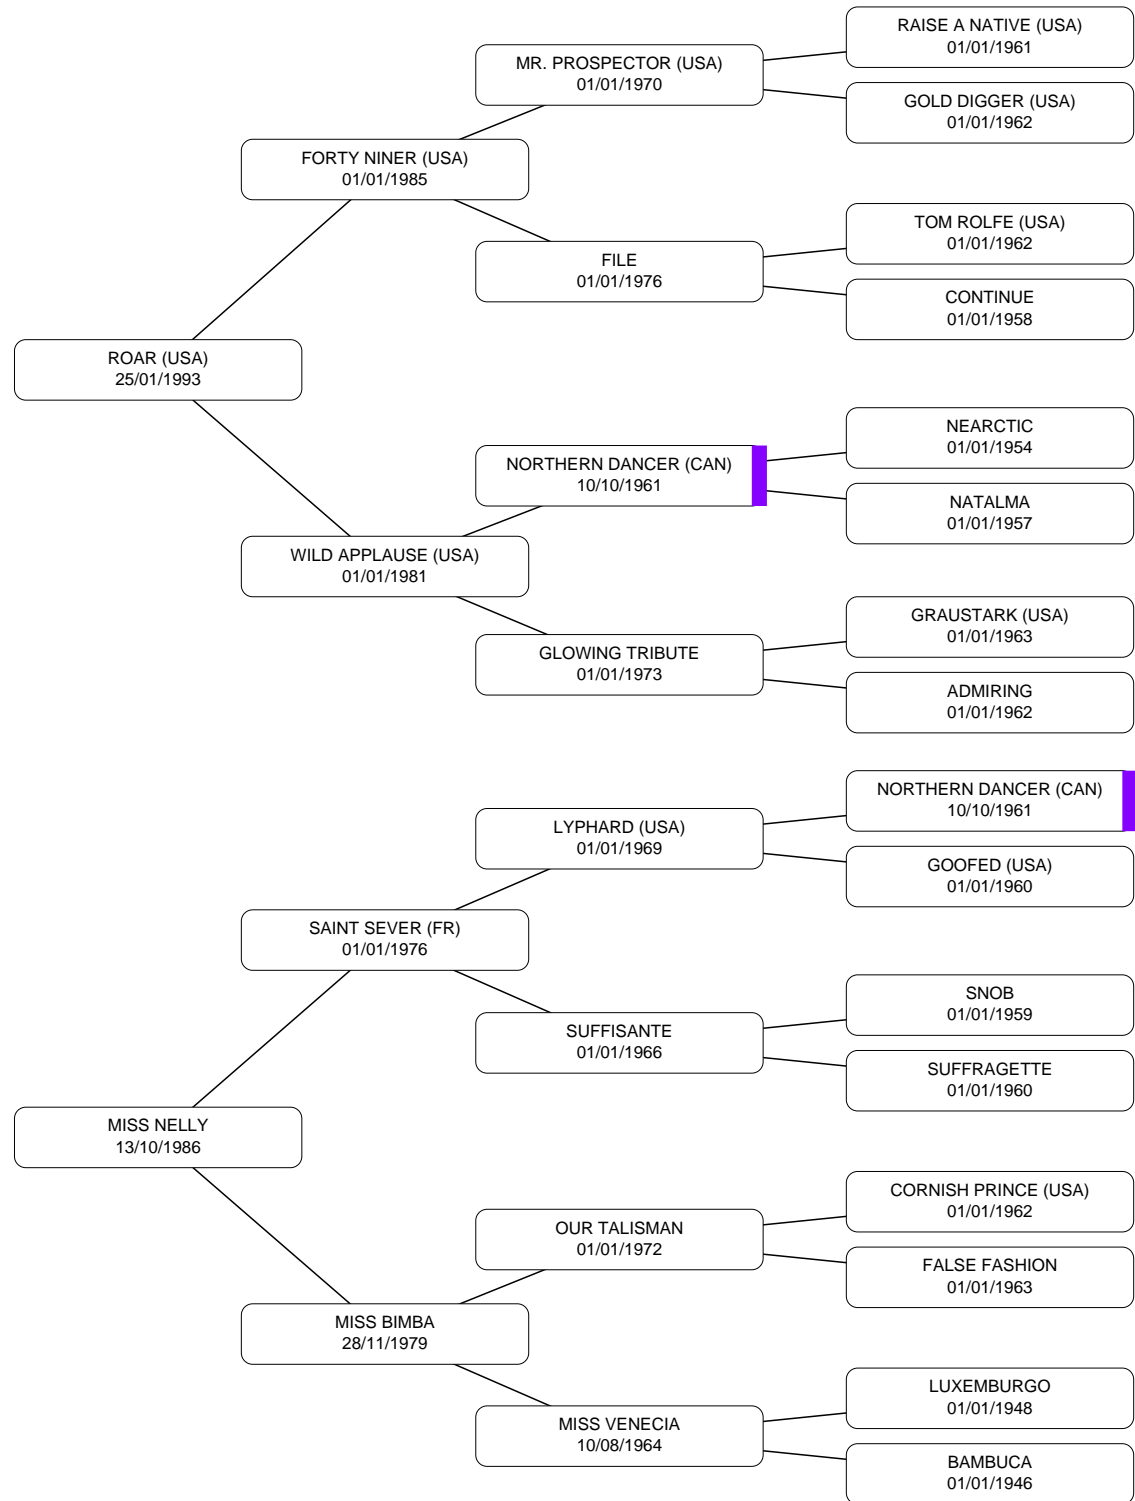 RAISE A NATIVE (USA)
01/01/1961
MR. PROSPECTOR (USA)
01/01/1970
GOLD DIGGER (USA)
01/01/1962
FORTY NINER (USA)
01/01/1985
TOM ROLFE (USA)
01/01/1962
FILE
01/01/1976
CONTINUE
01/01/1958
ROAR (USA)
25/01/1993
NEARCTIC
01/01/1954
NORTHERN DANCER (CAN)
10/10/1961
NATALMA
01/01/1957
WILD APPLAUSE (USA)
01/01/1981
GRAUSTARK (USA)
01/01/1963
GLOWING TRIBUTE
01/01/1973
ADMIRING
01/01/1962
NORTHERN DANCER (CAN)
10/10/1961
LYPHARD (USA)
01/01/1969
GOOFED (USA)
01/01/1960
SAINT SEVER (FR)
01/01/1976
SNOB
01/01/1959
SUFFISANTE
01/01/1966
SUFFRAGETTE
01/01/1960
MISS NELLY
13/10/1986
CORNISH PRINCE (USA)
01/01/1962
OUR TALISMAN
01/01/1972
FALSE FASHION
01/01/1963
MISS BIMBA
28/11/1979
LUXEMBURGO
01/01/1948
MISS VENECIA
10/08/1964
BAMBUCA
01/01/1946